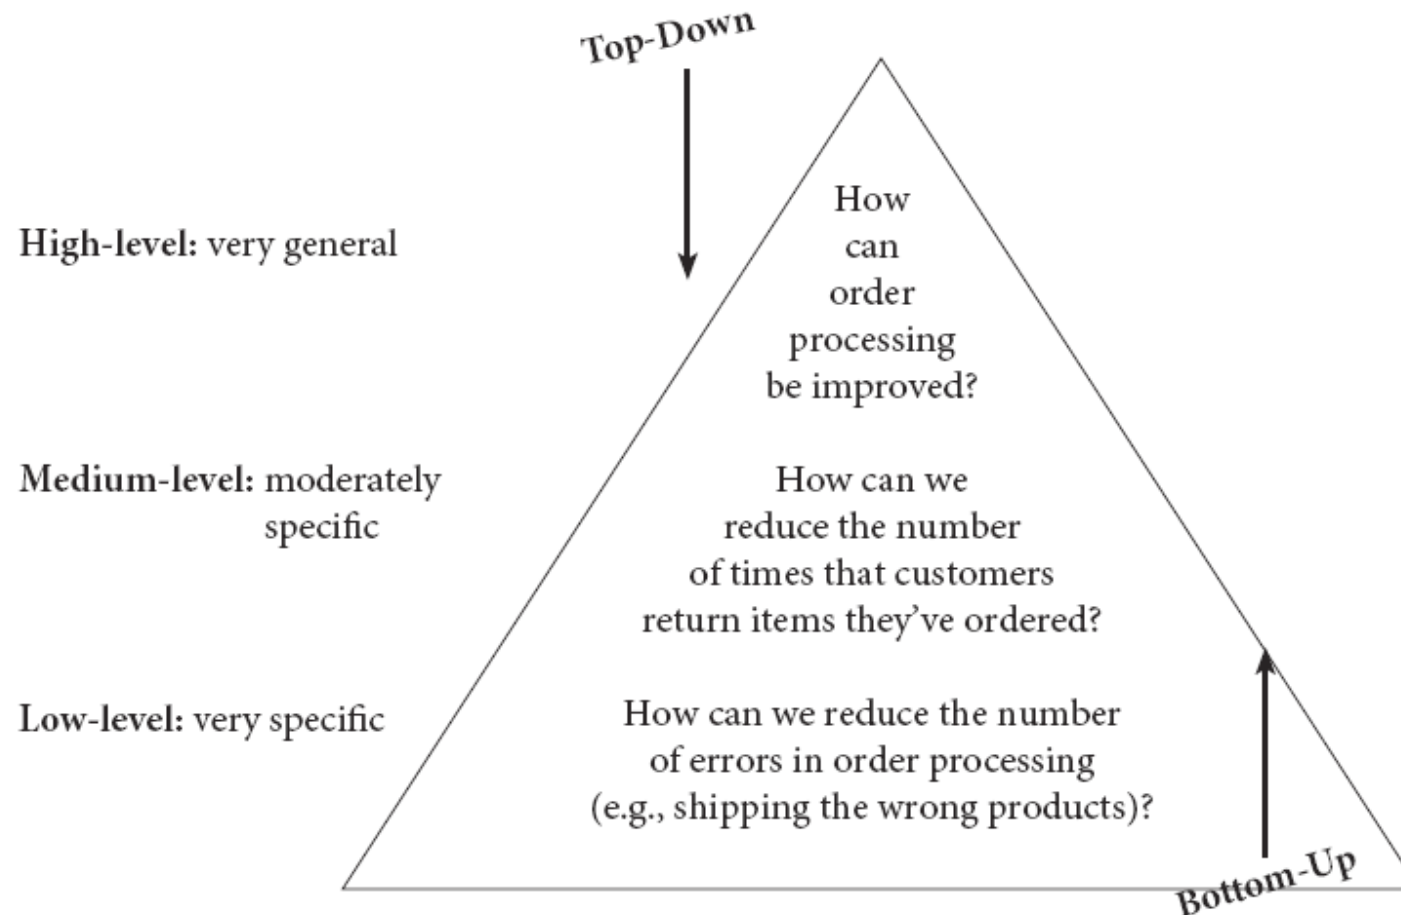 Top-Down
High-level: very general
How
can
order
processing
be improved?
Medium-level: moderately
specific
How can we
reduce the number
of times that customers
return items they’ve ordered?
Low-level: very specific
How can we reduce the number
of errors in order processing
(e.g., shipping the wrong products)?
Bottom-Up